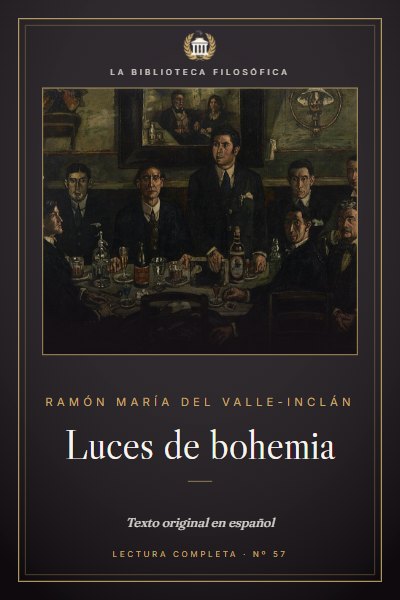 LA BIBLIOTECA FILOSÓFICA
RAMÓN MARÍA DEL VALLE-INCLÁN
Luces de bohemia
Texto original en español
LECTURA COMPLETA · Nº 57